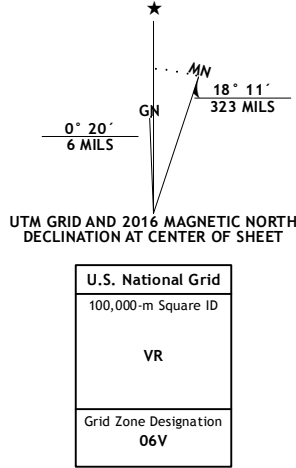 MN
18° 11´
323 MILS
GN
0° 20´
6 MILS
UTM GRID AND 2016 MAGNETIC NORTH
DECLINATION AT CENTER OF SHEET
U.S. National Grid
100,000-m Square ID
VR
Grid Zone Designation
06V